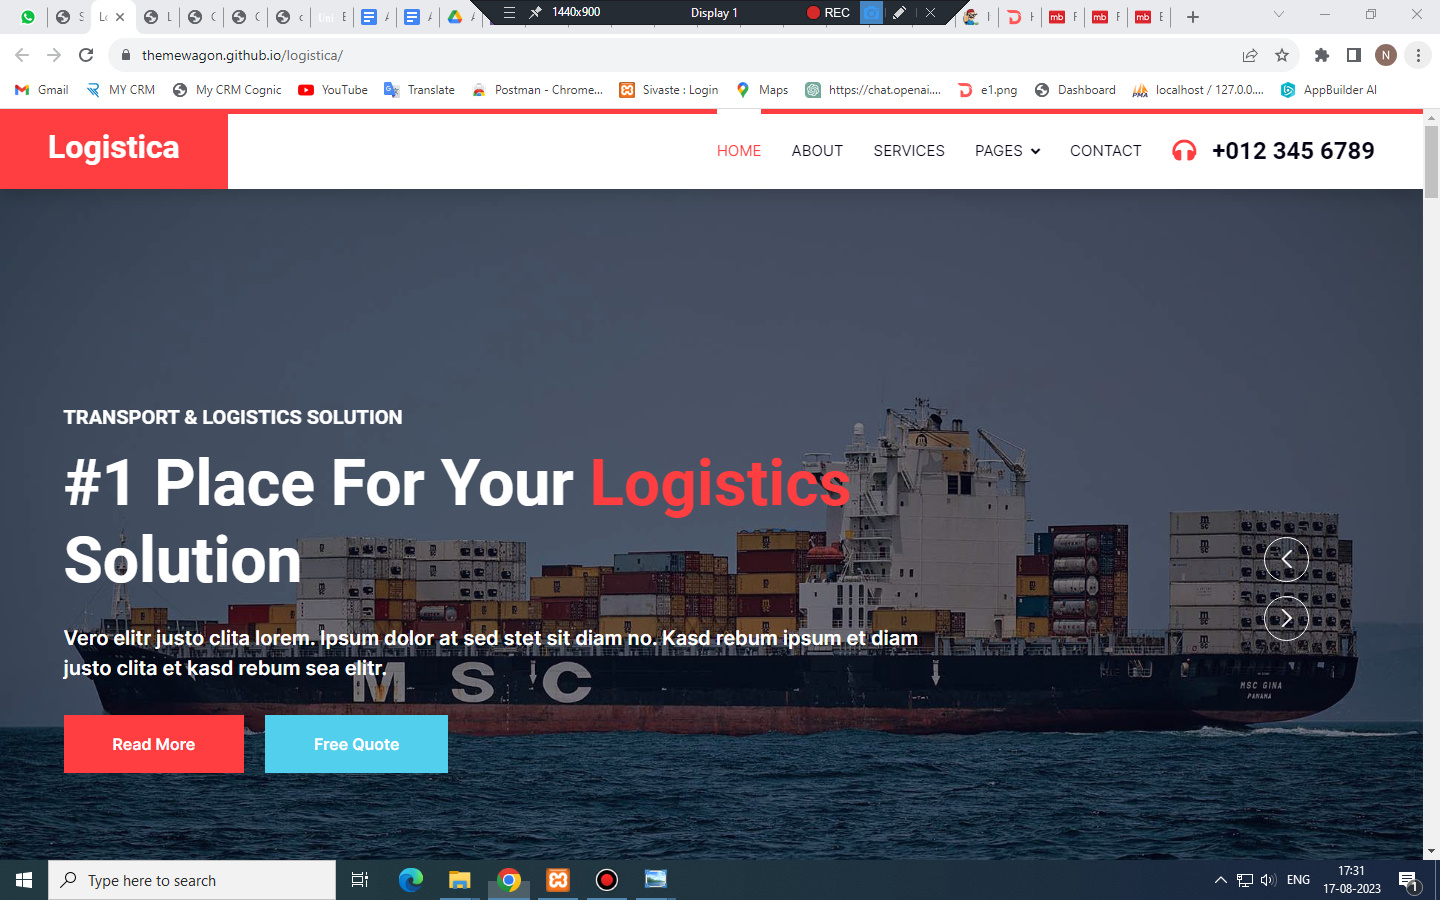 1440x900
Display 1
REC
themewagon.github.io/logistica/
N
Gmail
MY CRM
My CRM Cognic
YouTube
Translate
Postman - Chrome...
Sivaste : Login
Maps
https://chat.openai....
e1.png
Dashboard
localhost / 127.0.0....
AppBuilder AI
Logistica
HOME
ABOUT
SERVICES
PAGES
CONTACT
+012 345 6789
TRANSPORT & LOGISTICS SOLUTION
#1 Place For Your Logistics
Solution
Vero elitr justo clita lorem. Ipsum dolor at sed stet sit diam no. Kasd rebum ipsum et diam
justo clita et kasd rebum sea elitr.
M S C
MSC GINA
PANAMA
Read More
Free Quote
Type here to search
ENG
17:31
17-08-2023
1